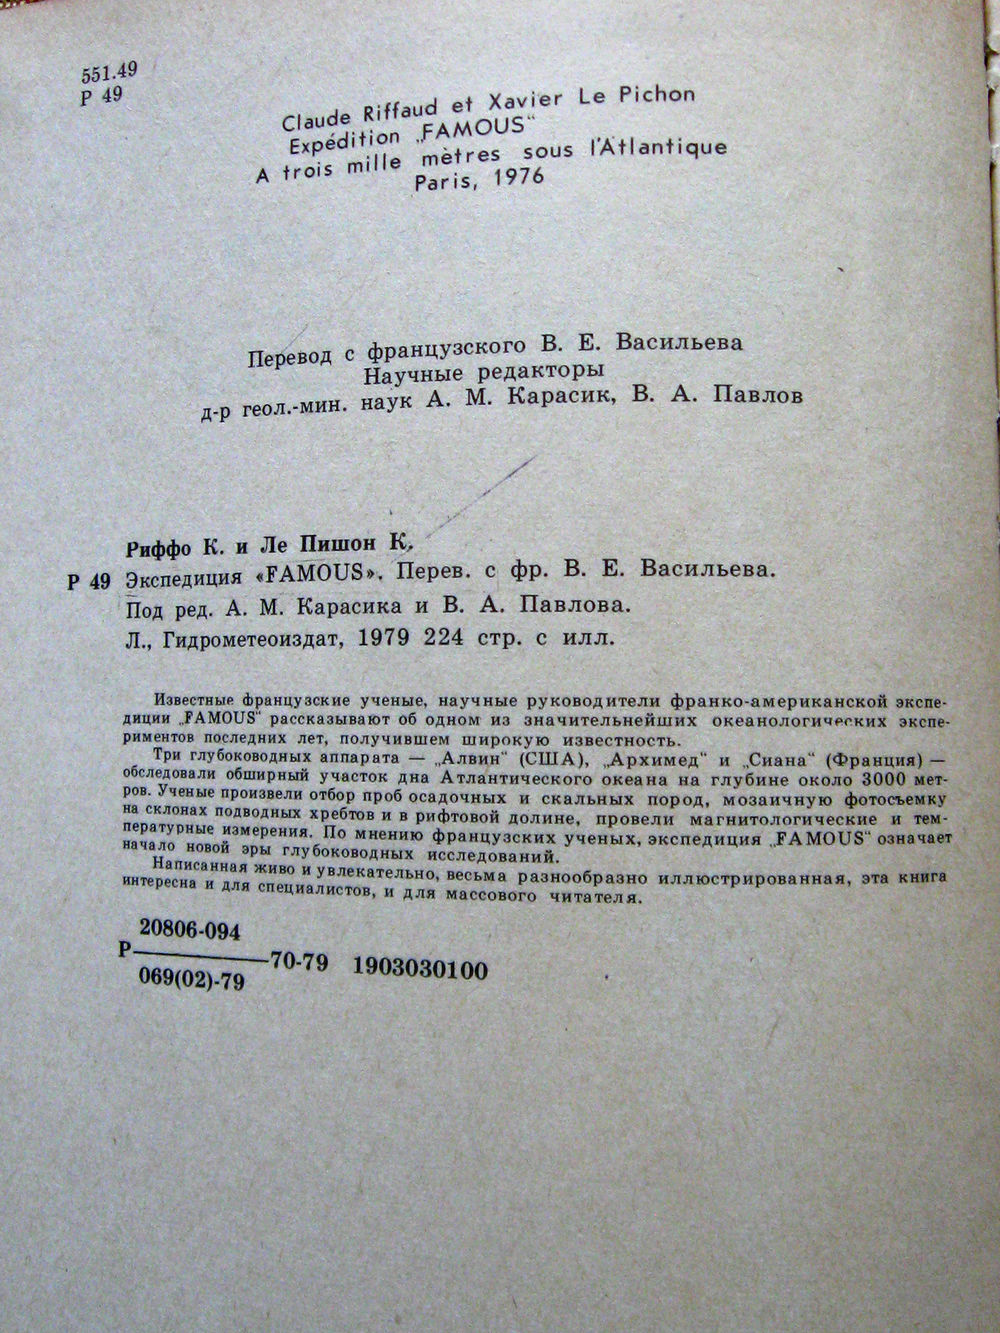 551.49
Р 49
Claude Riffaud et Xavier Le Pichon
Expédition „FAMOUS“
A trois mille mètres sous l'Atlantique
Paris, 1976
Перевод с французского В. Е. Васильева
Научные редакторы
д-р геол.-мин. наук А. М. Карасик, В. А. Павлов
Риффо К. и Ле Пишон К.
Р 49 Экспедиция «FAMOUS». Перев. с фр. В. Е. Васильева.
Под ред. А. М. Карасика и В. А. Павлова.
Л., Гидрометеоиздат, 1979 224 стр. с илл.
Известные французские ученые, научные руководители франко-американской экспе-
диции „FAMOUS“ рассказывают об одном из значительнейших океанологических экспе-
риментов последних лет, получившем широкую известность.
Три глубоководных аппарата — „Алвин“ (США), „Архимед“ и „Сиана“ (Франция) —
обследовали обширный участок дна Атлантического океана на глубине около 3000 мет-
ров. Ученые произвели отбор проб осадочных и скальных пород, мозаичную фотосъемку
на склонах подводных хребтов и в рифтовой долине, провели магнитологические и тем-
пературные измерения. По мнению французских ученых, экспедиция „FAMOUS“ означает
начало новой эры глубоководных исследований.
Написанная живо и увлекательно, весьма разнообразно иллюстрированная, эта книга
интересна и для специалистов, и для массового читателя.
20806-094
Р 70-79 1903030100
069(02)-79